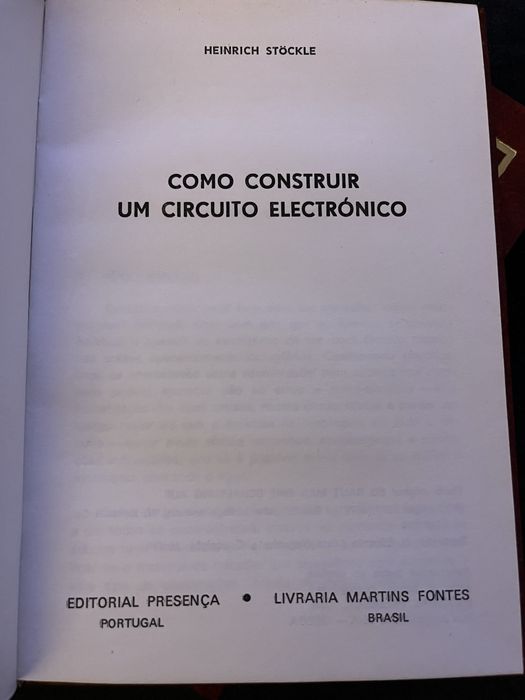 HEINRICH STÖCKLE
COMO CONSTRUIR
UM CIRCUITO ELECTRÓNICO
EDITORIAL PRESENÇA • LIVRARIA MARTINS FONTES
PORTUGAL BRASIL